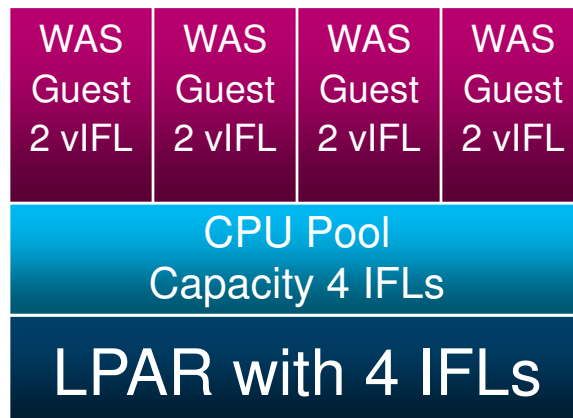 WAS WAS WAS WAS
Guest Guest Guest Guest
2 vIFL 2 vIFL 2 vIFL 2 vIFL
CPU Pool
Capacity 4 IFLs
LPAR with 4 IFLs